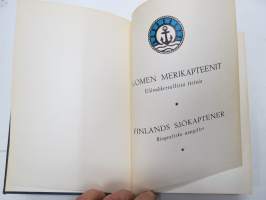 SUOMEN MERIKAPTEENIT
Elämäkerrallisia tietoja
FINLANDS SJÖKAPTENER
Biografiska uppgifter